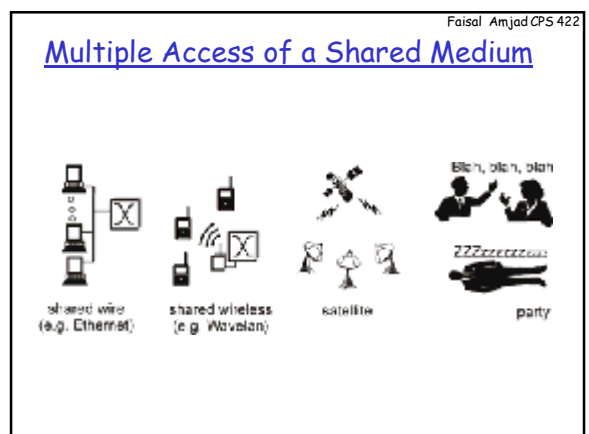 Faisal Amjad CPS 422
Multiple Access of a Shared Medium
Blah, blah, blah
shared wire
(e.g. Ethernet)
shared wireless
(e.g. Wavelan)
satellite
party